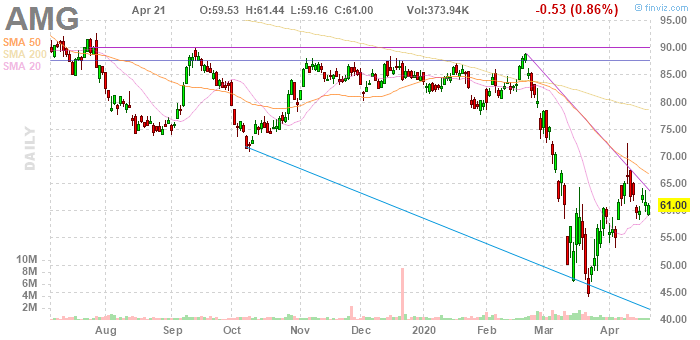 AMG
Apr 21 O:59.53 H:61.44 L:59.16 C:61.00 Vol:373.94K -0.53 (0.86%)
© finviz.com
SMA 50
SMA 200
SMA 20
DAILY
95.00
90.00
85.00
80.00
75.00
70.00
65.00
61.00
60.00
55.00
50.00
45.00
40.00
10M
8M
6M
4M
2M
Aug Sep Oct Nov Dec 2020 Feb Mar Apr